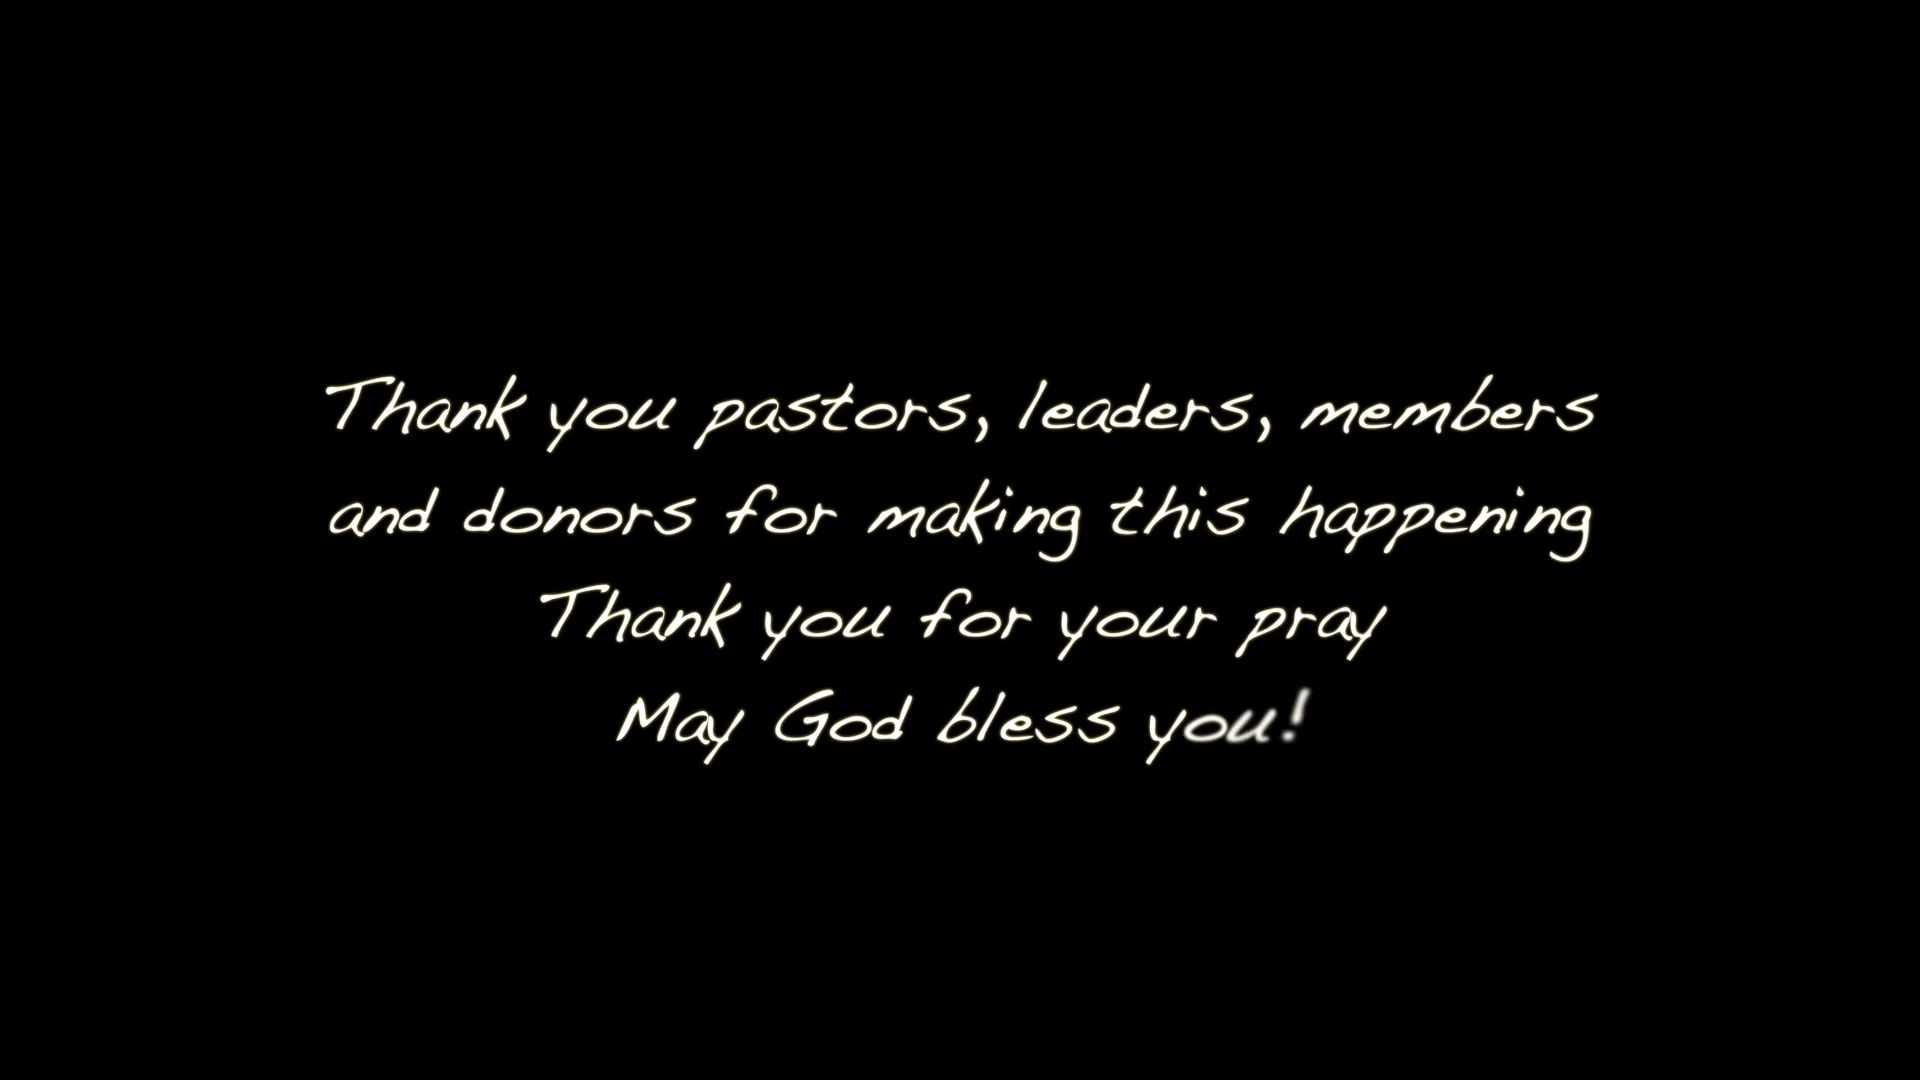 Thank you pastors, leaders, members
and donors for making this happening
Thank you for your pray
May God bless you!